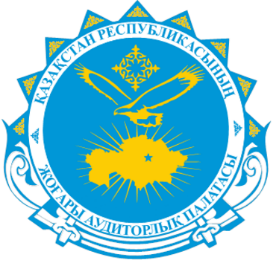 ҚАЗАҚСТАН РЕСПУБЛИКАСЫНЫҢ
ЖОҒАРЫ АУДИТОРЛЫҚ ПАЛАТАСЫ